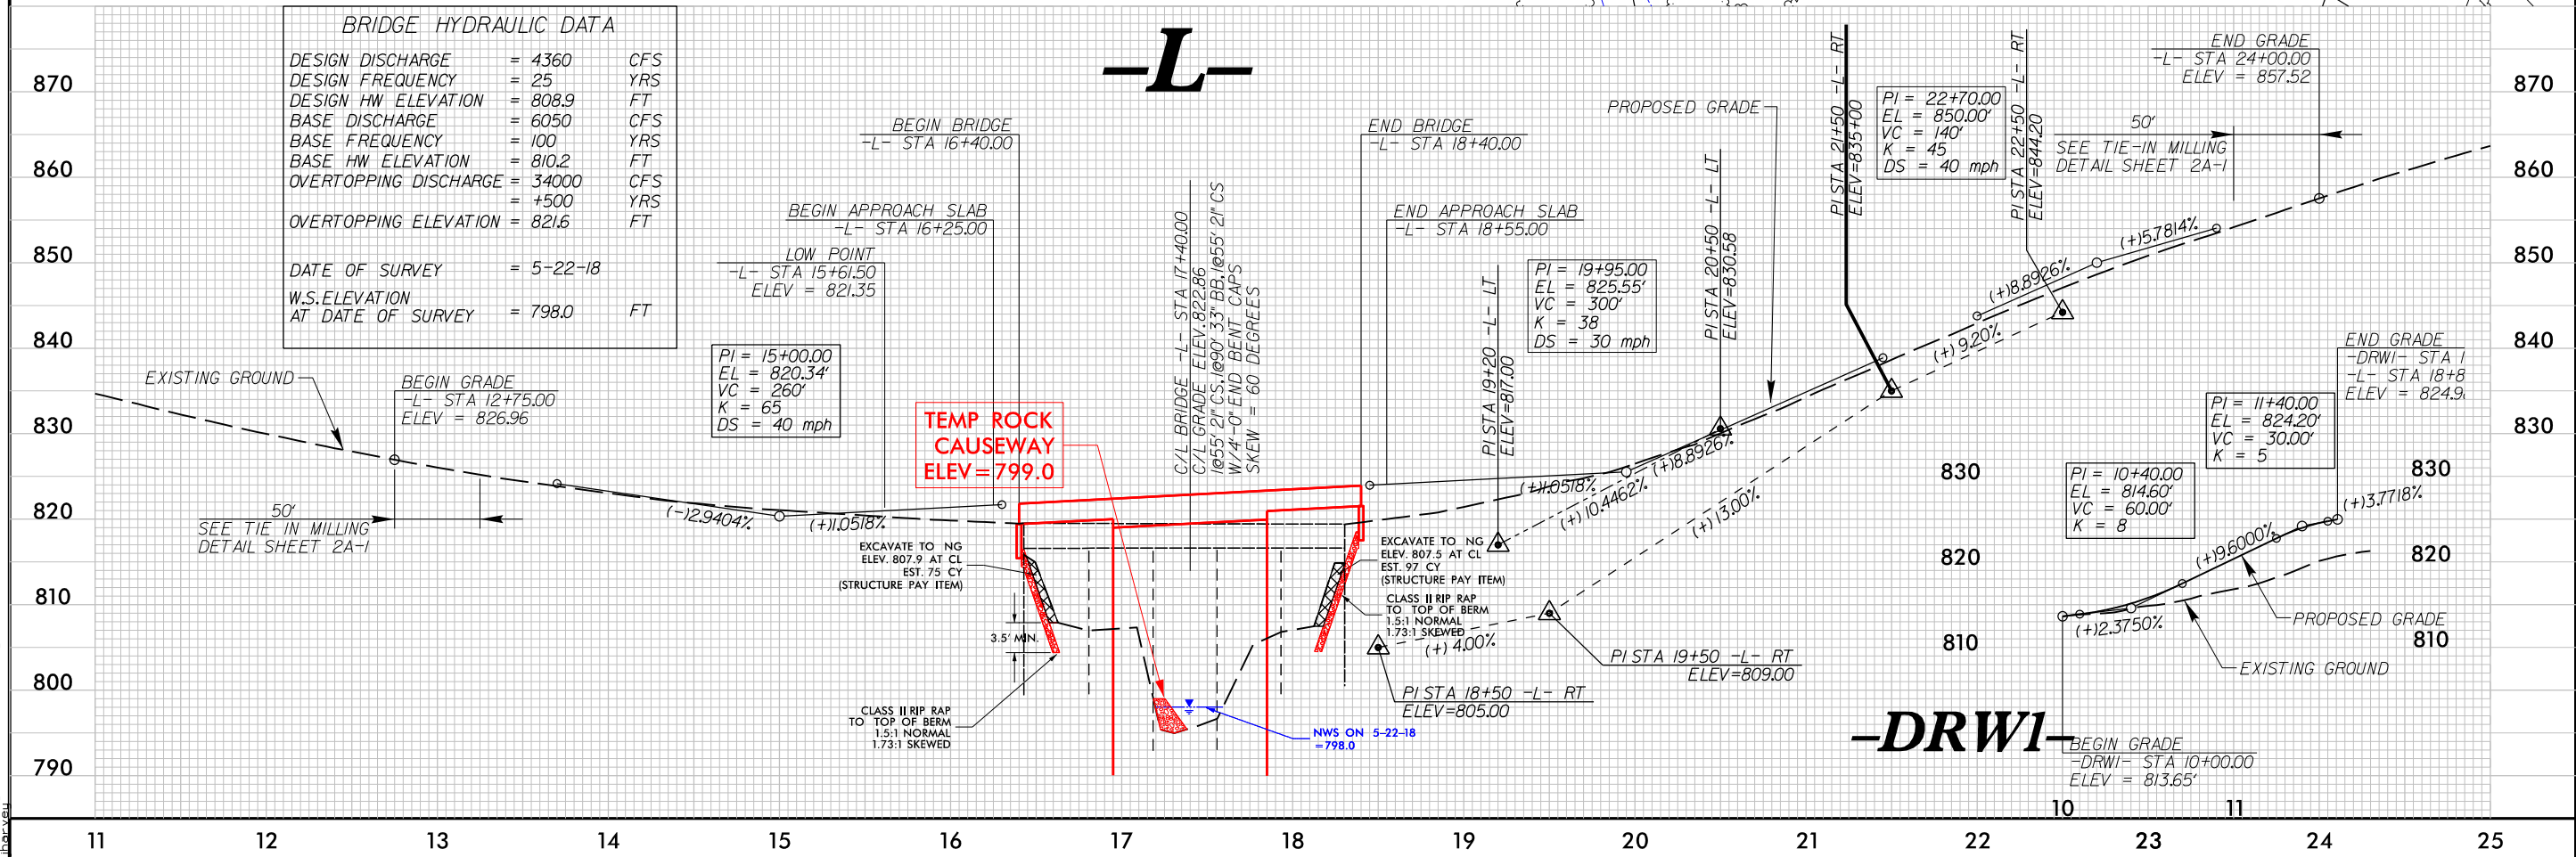 BRIDGE HYDRAULIC DATA
DESIGN DISCHARGE = 4360 CFS
DESIGN FREQUENCY = 25 YRS
DESIGN HW ELEVATION = 808.9 FT
BASE DISCHARGE = 6050 CFS
BASE FREQUENCY = 100 YRS
BASE HW ELEVATION = 810.2 FT
OVERTOPPING DISCHARGE = 34000 CFS
= +500 YRS
OVERTOPPING ELEVATION = 821.6 FT
DATE OF SURVEY = 5-22-18
W.S.ELEVATION
AT DATE OF SURVEY = 798.0 FT
-L-
870
860
850
840
830
820
810
800
790
EXISTING GROUND
BEGIN GRADE
-L- STA 12+75.00
ELEV = 826.96
50'
SEE TIE IN MILLING
DETAIL SHEET 2A-1
PI = 15+00.00
EL = 820.34'
VC = 260'
K = 65
DS = 40 mph
(-)2.9404%
(+)1.0518%
LOW POINT
-L- STA 15+61.50
ELEV = 821.35
BEGIN APPROACH SLAB
-L- STA 16+25.00
BEGIN BRIDGE
-L- STA 16+40.00
TEMP ROCK
CAUSEWAY
ELEV=799.0
C/L BRIDGE -L- STA 17+40.00
C/L GRADE ELEV.822.86
1@55' 21" CS,1@90' 33" BB,1@55' 21" CS
W/4'-0" END BENT CAPS
SKEW = 60 DEGREES
EXCAVATE TO NG
ELEV. 807.9 AT CL
EST. 75 CY
(STRUCTURE PAY ITEM)
3.5' MIN.
CLASS II RIP RAP
TO TOP OF BERM
1.5:1 NORMAL
1.73:1 SKEWED
NWS ON 5-22-18
=798.0
END BRIDGE
-L- STA 18+40.00
END APPROACH SLAB
-L- STA 18+55.00
EXCAVATE TO NG
ELEV. 807.5 AT CL
EST. 97 CY
(STRUCTURE PAY ITEM)
CLASS II RIP RAP
TO TOP OF BERM
1.5:1 NORMAL
1.73:1 SKEWED
(+) 4.00%
PI STA 18+50 -L- RT
ELEV=805.00
PI STA 19+50 -L- RT
ELEV=809.00
PI STA 19+20 -L- LT
ELEV=817.00
PI = 19+95.00
EL = 825.55'
VC = 300'
K = 38
DS = 30 mph
(+)1.0518%
(+) 10.4462%
(+)8.8926%
(+)13.00%
PI STA 20+50 -L- LT
ELEV=830.58
PROPOSED GRADE
PI STA 21+50 -L- RT
ELEV=835+00
PI = 22+70.00
EL = 850.00'
VC = 140'
K = 45
DS = 40 mph
PI STA 22+50 -L- RT
ELEV=844.20
(+)8.8926%
(+) 9.20%
(+)5.7814%
END GRADE
-L- STA 24+00.00
ELEV = 857.52
50'
SEE TIE-IN MILLING
DETAIL SHEET 2A-1
870
860
850
840
830
END GRADE
-DRW1- STA 1
-L- STA 18+8
ELEV = 824.9
PI = 11+40.00
EL = 824.20'
VC = 30.00'
K = 5
PI = 10+40.00
EL = 814.60'
VC = 60.00'
K = 8
830
830
820
820
810
810
(+)3.7718%
(+)9.6000%
(+)2.3750%
PROPOSED GRADE
EXISTING GROUND
-DRW1-
BEGIN GRADE
-DRW1- STA 10+00.00
ELEV = 813.65'
10 11
11 12 13 14 15 16 17 18 19 20 21 22 23 24 25